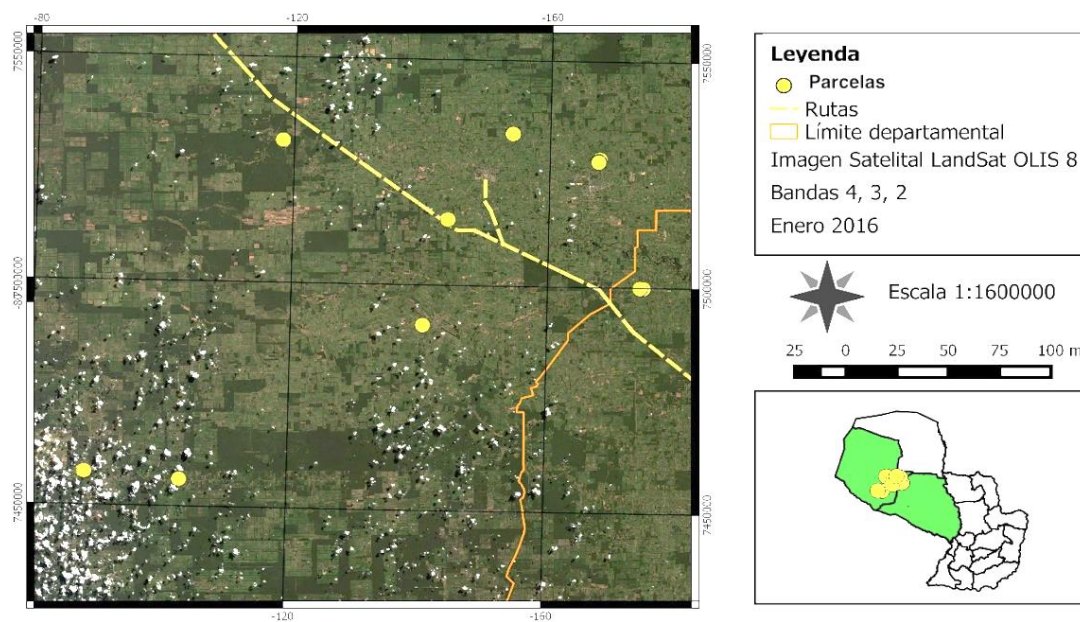 -80
-120
-160
7550000
7550000
Leyenda
Parcelas
Rutas
Límite departamental
Imagen Satelital LandSat OLIS 8
Bandas 4, 3, 2
Enero 2016
7500000
7500000
Escala 1:1600000
25 0 25 50 75 100 m
7450000
7450000
-120
-160